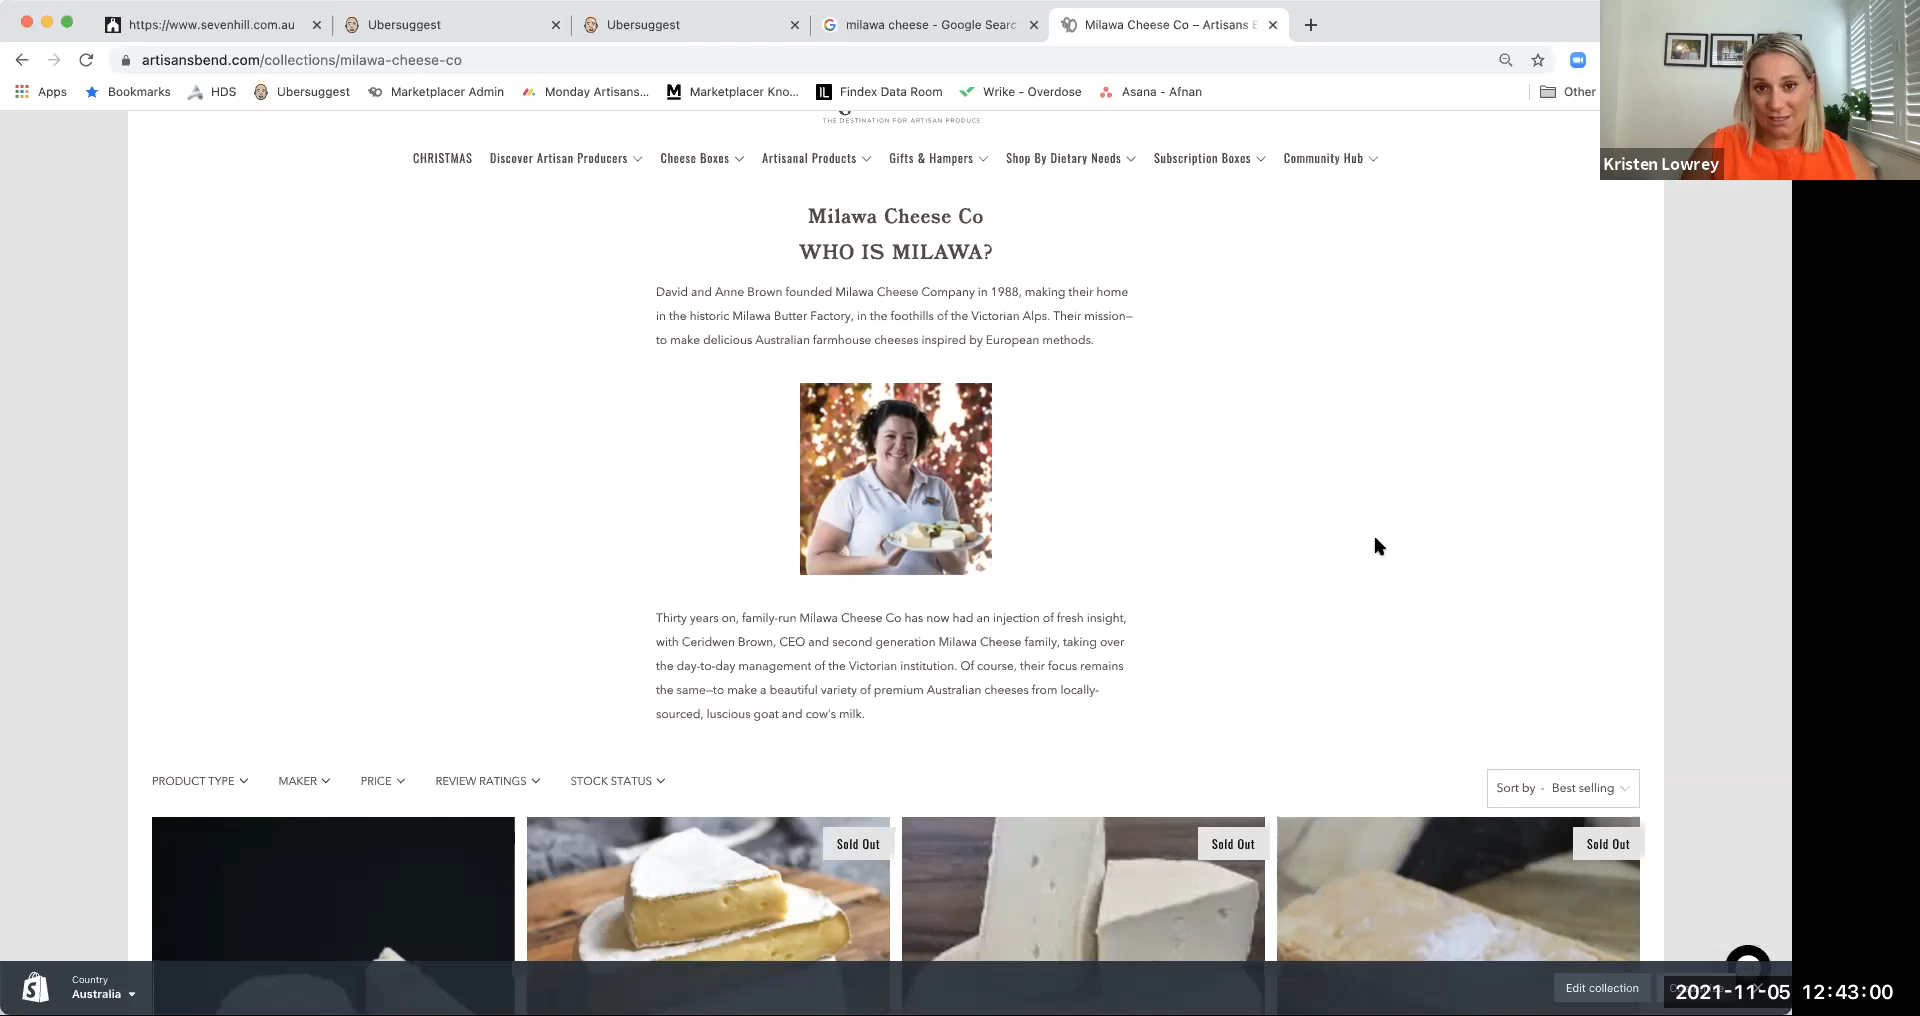 https://www.sevenhill.com.au
Ubersuggest
Ubersuggest
milawa cheese - Google Searc
Milawa Cheese Co – Artisans E
artisansbend.com/collections/milawa-cheese-co
Apps
Bookmarks
HDS
Ubersuggest
Marketplacer Admin
Monday Artisans...
Marketplacer Kno...
Findex Data Room
Wrike - Overdose
Asana - Afnan
Other
Kristen Lowrey
THE DESTINATION FOR ARTISAN PRODUCE
CHRISTMAS
Discover Artisan Producers
Cheese Boxes
Artisanal Products
Gifts & Hampers
Shop By Dietary Needs
Subscription Boxes
Community Hub
Milawa Cheese Co
WHO IS MILAWA?
David and Anne Brown founded Milawa Cheese Company in 1988, making their home
in the historic Milawa Butter Factory, in the foothills of the Victorian Alps. Their mission–
to make delicious Australian farmhouse cheeses inspired by European methods.
Thirty years on, family-run Milawa Cheese Co has now had an injection of fresh insight,
with Ceridwen Brown, CEO and second generation Milawa Cheese family, taking over
the day-to-day management of the Victorian institution. Of course, their focus remains
the same–to make a beautiful variety of premium Australian cheeses from locally-
sourced, luscious goat and cow's milk.
PRODUCT TYPE
MAKER
PRICE
REVIEW RATINGS
STOCK STATUS
Sort by - Best selling
Sold Out
Sold Out
Sold Out
Country
Australia
Edit collection
2021-11-05 12:43:00